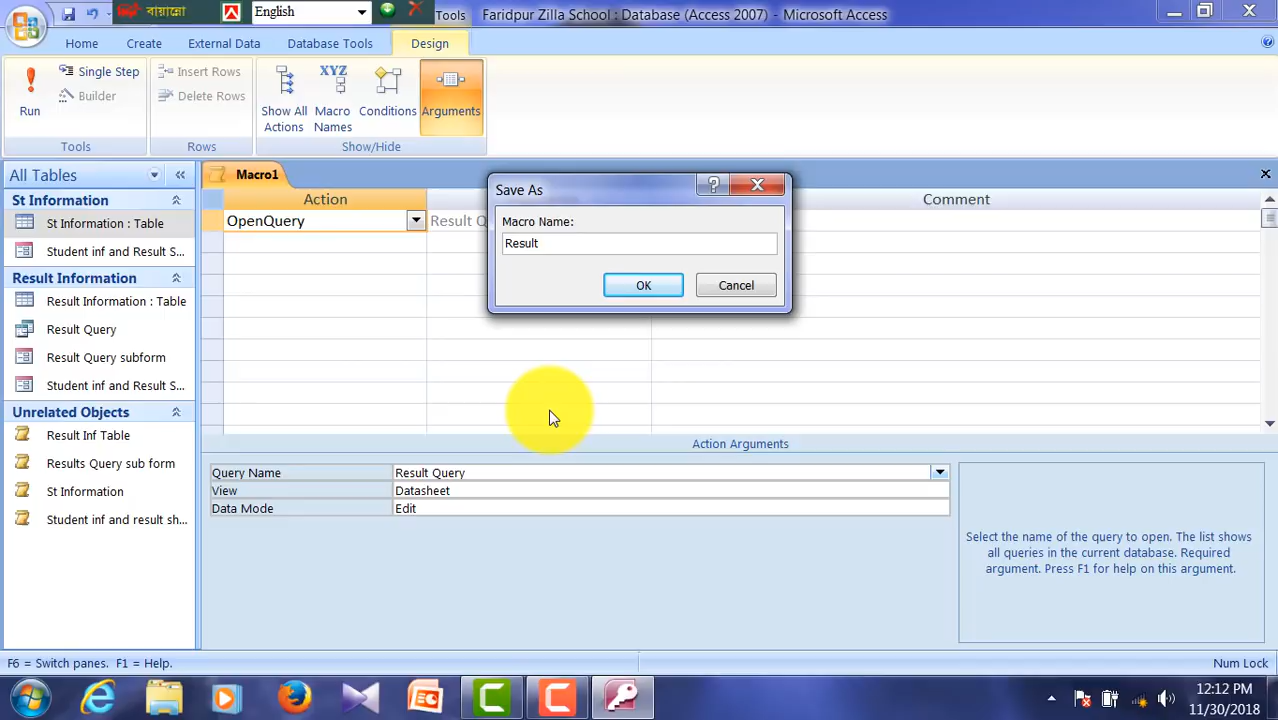 বায়ান্নো
English
Tools
Faridpur Zilla School : Database (Access 2007) - Microsoft Access
Home
Create
External Data
Database Tools
Design
Run
Single Step
Builder
Tools
Insert Rows
Delete Rows
Rows
Show All Actions
XYZ
Macro Names
Conditions
Arguments
Show/Hide
All Tables
St Information
St Information : Table
Student inf and Result S...
Result Information
Result Information : Table
Result Query
Result Query subform
Student inf and Result S...
Unrelated Objects
Result Inf Table
Results Query sub form
St Information
Student inf and result sh...
Macro1
Action
Comment
OpenQuery
Result Q
Save As
Macro Name:
Result
OK
Cancel
Action Arguments
Query Name
Result Query
View
Datasheet
Data Mode
Edit
Select the name of the query to open. The list shows
all queries in the current database. Required
argument. Press F1 for help on this argument.
F6 = Switch panes. F1 = Help.
Num Lock
12:12 PM
11/30/2018